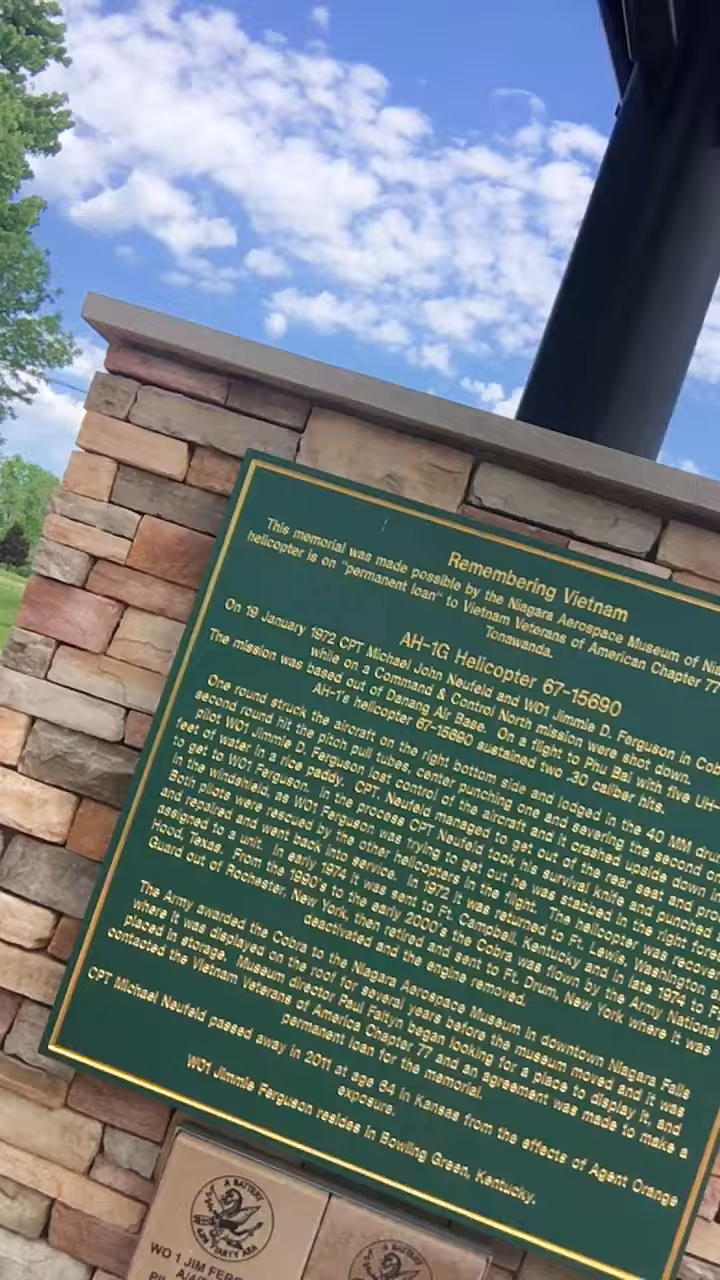 Remembering Vietnam
This memorial was made possible by the Niagara Aerospace Museum of
helicopter is on "permanent loan" to Vietnam Veterans of American Chapter 77
Tonawanda.
AH-1G Helicopter 67-15690
On 19 January 1972 CPT Michael John Neufeld and WO1 Jimmie D. Ferguson in
while on a Command & Control North mission were shot down.
The mission was based out of Danang Air Base. On a flight to Phu Bai with five UH-
AH-1's helicopter 67-15690 sustained two .30 caliber hits.
One round struck the aircraft on the right bottom side and lodged in the 40 MM
second round hit the pitch pull tubes, center punching one and severing the second
pilot WO1 Jimmie D. Ferguson lost control of the aircraft and it crashed upside down
feet of water in a rice paddy. CPT. Neufeld managed to get out of the rear seat and
to get to WO1 Ferguson. In the process CPT Neufeld took his survival knife and punched
in the windshield, as WO1 Ferguson was trying to get out he was stabbed in the right
Both pilots were rescued by the other helicopters in the flight. The helicopter was
and repaired and went back into service. In 1972 it was returned to Ft. Lewis, Washington
assigned to a unit. In early 1974 it was sent to Ft. Campbell, Kentucky and in late 1974 to
Hood, Texas. From the 1980's to the early 2000's the Cobra was flown by the Army National
Guard out of Rochester, New York, then retired and sent to Ft. Drum, New York where it was
deactivated and the engine removed.
The Army awarded the Cobra to the Niagara Aerospace Museum in downtown Niagara Falls
where it was displayed on the roof for several years before the museum moved and it was
placed in storage. Museum director Paul Faltyn began looking for a place to display it, and
contacted the Vietnam Veterans of America Chapter 77 and an agreement was made to make a
permanent loan for the memorial.
CPT Michael Neufeld passed away in 2011 at age 64 in Kansas from the effects of Agent Orange
exposure.
WO1 Jimmie Ferguson resides in Bowling Green, Kentucky.
A BATTERY
WO 1 JIM